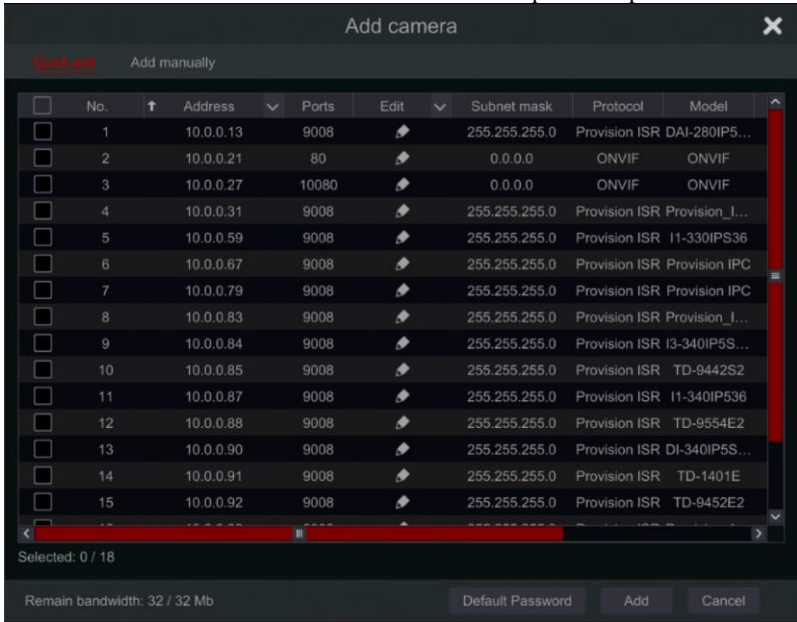 Add camera
Quick add Add manually
No. Address Ports Edit Subnet mask Protocol Model
1 10.0.0.13 9008 255.255.255.0 Provision ISR DAI-280IP5...
2 10.0.0.21 80 0.0.0.0 ONVIF ONVIF
3 10.0.0.27 10080 0.0.0.0 ONVIF ONVIF
4 10.0.0.31 9008 255.255.255.0 Provision ISR Provision_I...
5 10.0.0.59 9008 255.255.255.0 Provision ISR I1-330IPS36
6 10.0.0.67 9008 255.255.255.0 Provision ISR Provision IPC
7 10.0.0.79 9008 255.255.255.0 Provision ISR Provision IPC
8 10.0.0.83 9008 255.255.255.0 Provision ISR Provision_I...
9 10.0.0.84 9008 255.255.255.0 Provision ISR I3-340IP5S...
10 10.0.0.85 9008 255.255.255.0 Provision ISR TD-9442S2
11 10.0.0.87 9008 255.255.255.0 Provision ISR I1-340IP536
12 10.0.0.88 9008 255.255.255.0 Provision ISR TD-9554E2
13 10.0.0.90 9008 255.255.255.0 Provision ISR DI-340IP5S...
14 10.0.0.91 9008 255.255.255.0 Provision ISR TD-1401E
15 10.0.0.92 9008 255.255.255.0 Provision ISR TD-9452E2
Selected: 0 / 18
Remain bandwidth: 32 / 32 Mb Default Password Add Cancel